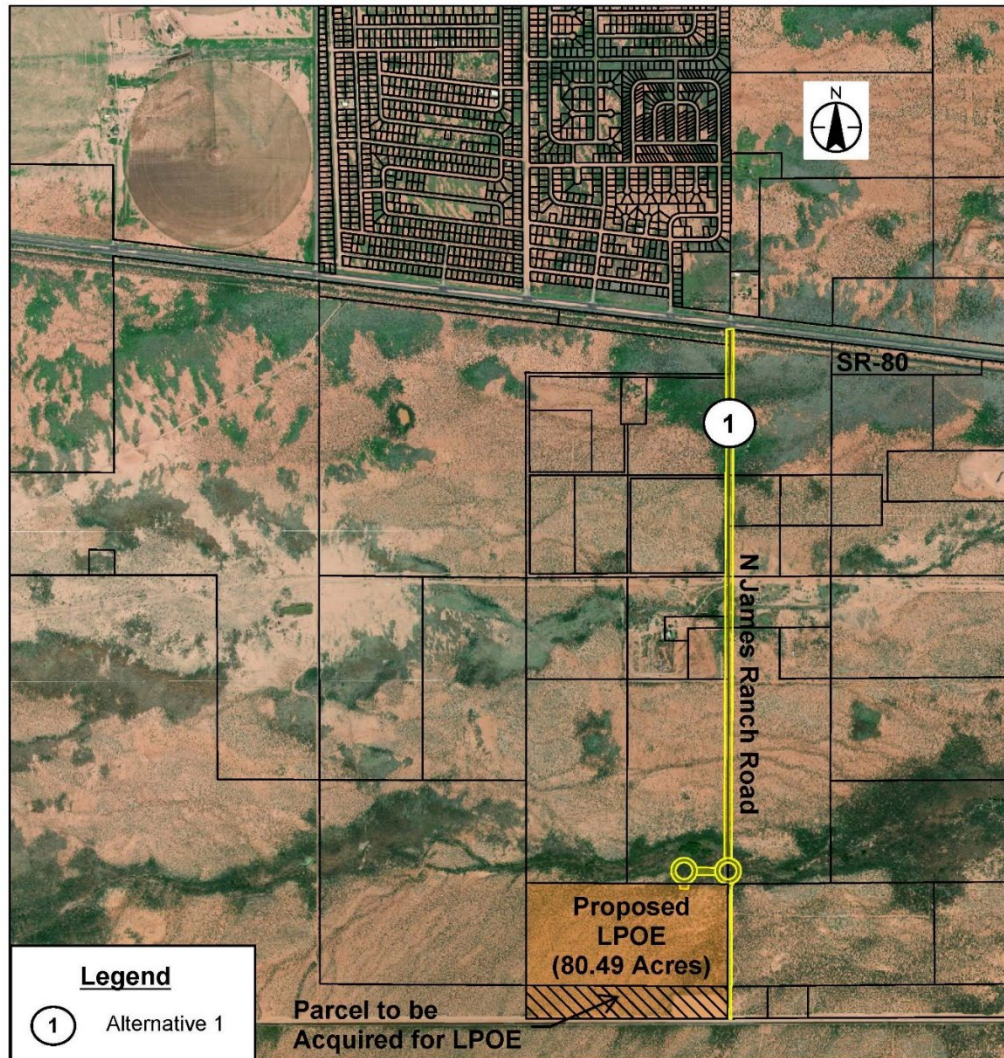 N
SR-80
1
N James Ranch Road
Proposed
LPOE
(80.49 Acres)
Parcel to be
Acquired for LPOE
Legend
1 Alternative 1